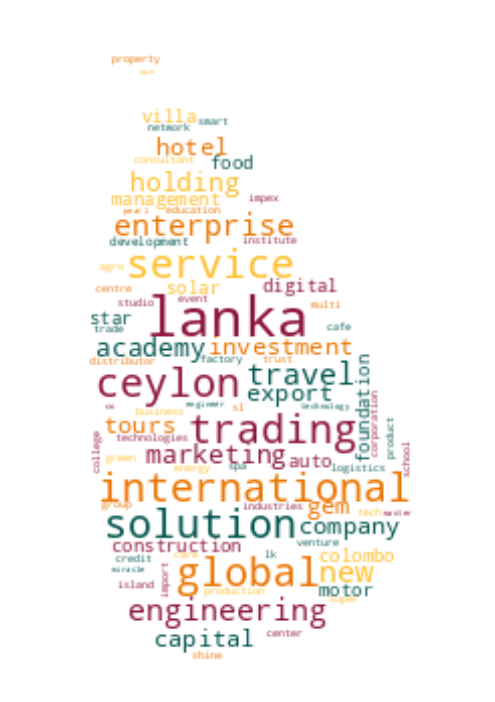 property
sun
villa
smart
network
hotel
consultant
food
holding
management
impex
pearl
education
enterprise
development
institute
service
agro
solar
digital
centre
studio
event
lanka
multi
star
trade
cafe
academy
investment
distributor
factory
trust
ceylon
travel
export
foundation
engineer
technology
business
sl
tours
trading
corporation
product
college
technologies
marketing
auto
logistics
school
green
energy
spa
international
group
industries
gem
tech
master
solution
company
construction
venture
credit
care
lk
colombo
miracle
global
new
island
import
production
motor
super
engineering
capital
center
shine